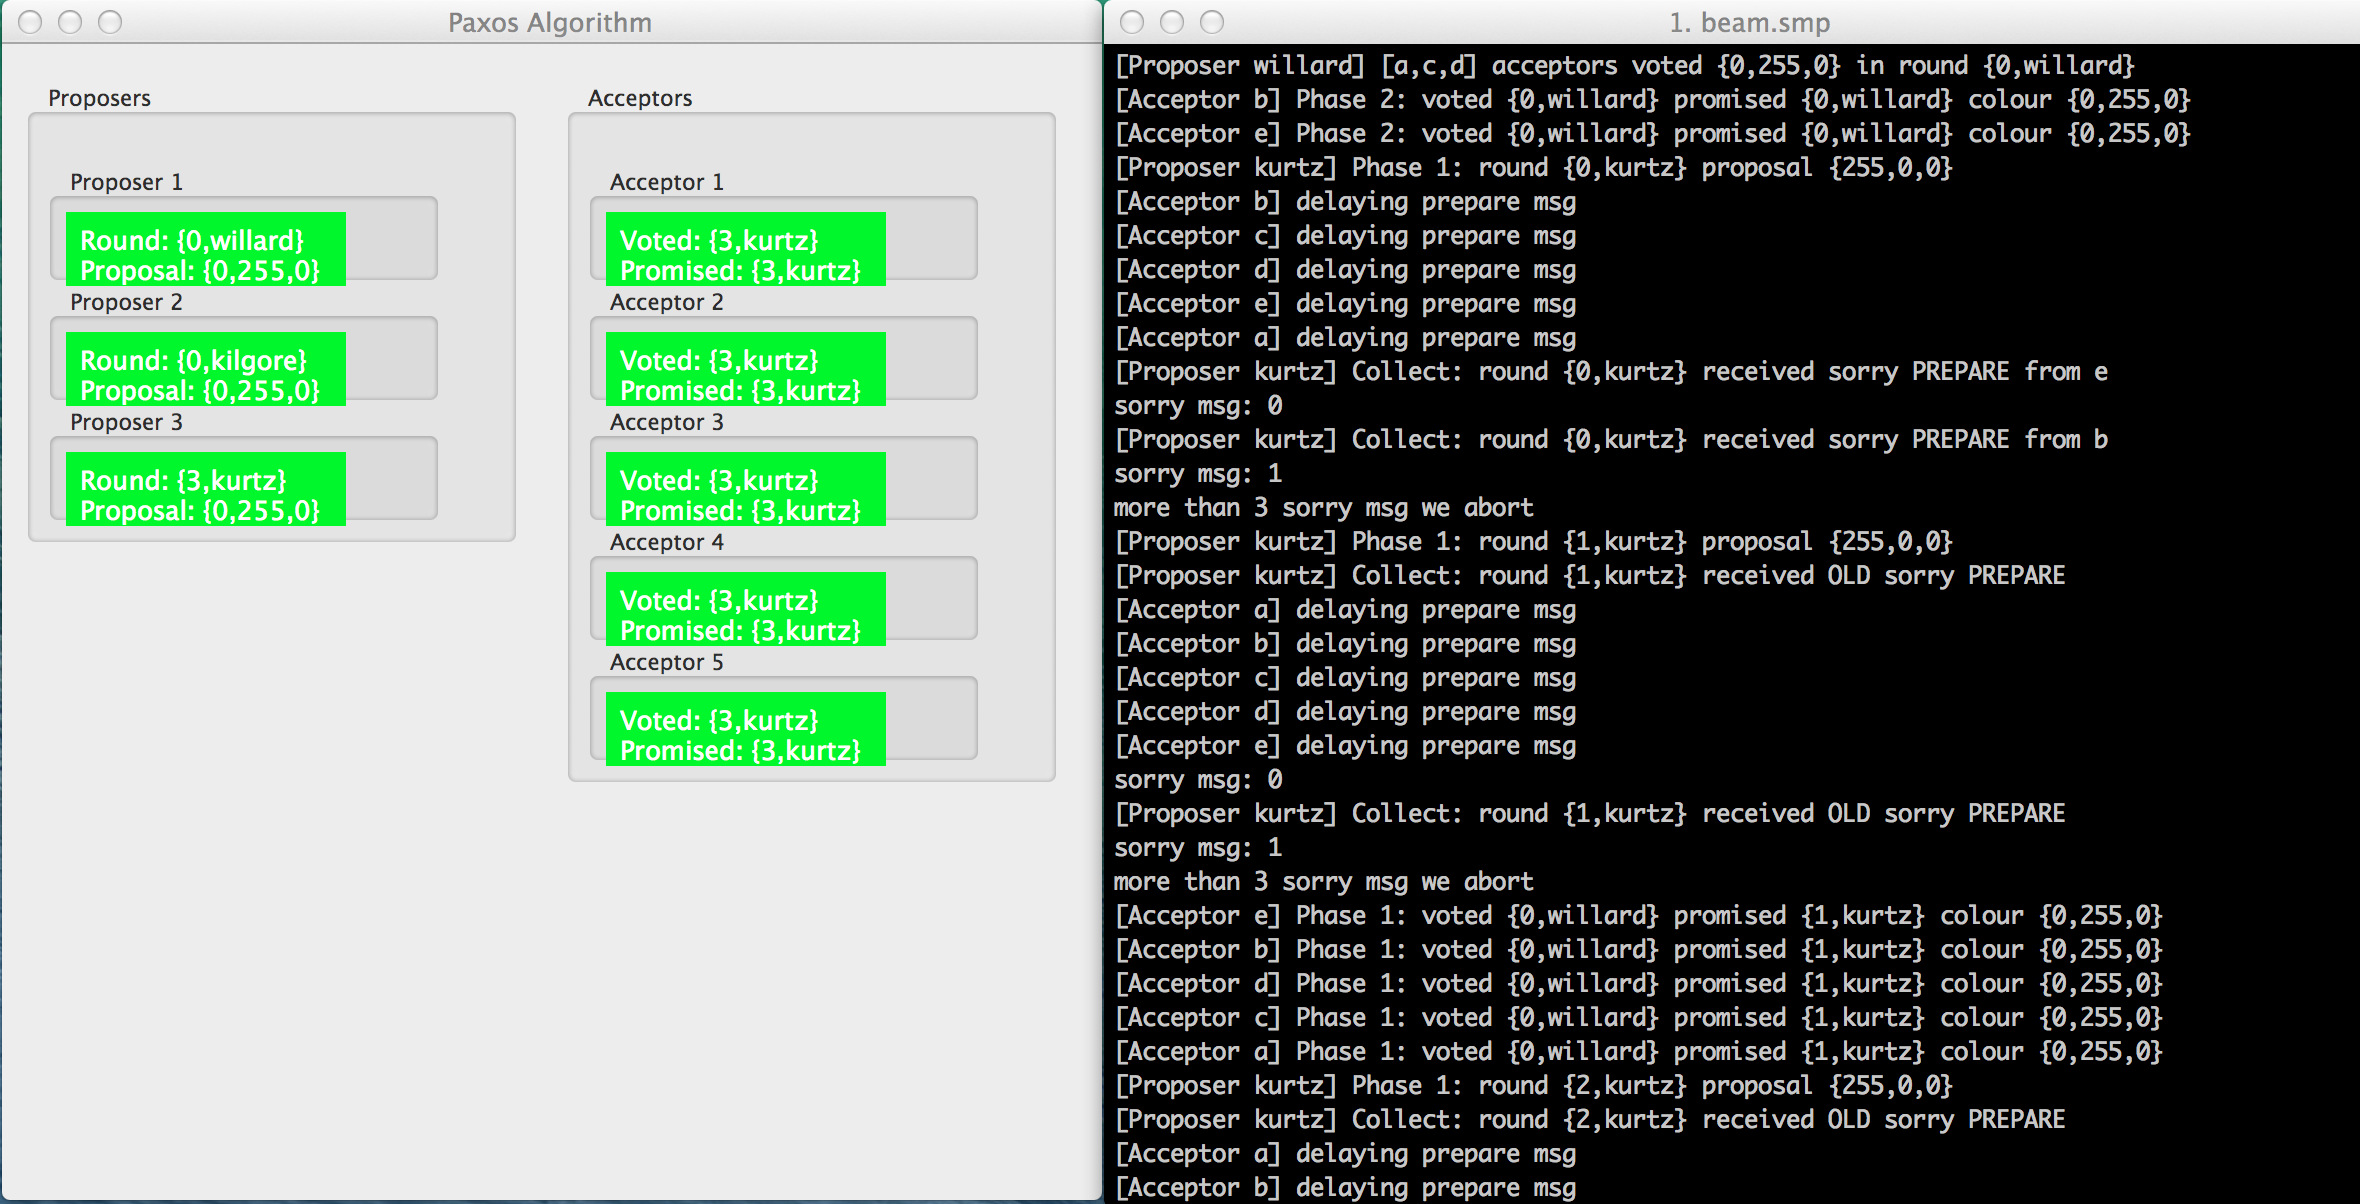 Paxos Algorithm
Proposers
Proposer 1
Round: {0,willard}
Proposal: {0,255,0}
Proposer 2
Round: {0,kilgore}
Proposal: {0,255,0}
Proposer 3
Round: {3,kurtz}
Proposal: {0,255,0}
Acceptors
Acceptor 1
Voted: {3,kurtz}
Promised: {3,kurtz}
Acceptor 2
Voted: {3,kurtz}
Promised: {3,kurtz}
Acceptor 3
Voted: {3,kurtz}
Promised: {3,kurtz}
Acceptor 4
Voted: {3,kurtz}
Promised: {3,kurtz}
Acceptor 5
Voted: {3,kurtz}
Promised: {3,kurtz}
1. beam.smp
[Proposer willard] [a,c,d] acceptors voted {0,255,0} in round {0,willard}
[Acceptor b] Phase 2: voted {0,willard} promised {0,willard} colour {0,255,0}
[Acceptor e] Phase 2: voted {0,willard} promised {0,willard} colour {0,255,0}
[Proposer kurtz] Phase 1: round {0,kurtz} proposal {255,0,0}
[Acceptor b] delaying prepare msg
[Acceptor c] delaying prepare msg
[Acceptor d] delaying prepare msg
[Acceptor e] delaying prepare msg
[Acceptor a] delaying prepare msg
[Proposer kurtz] Collect: round {0,kurtz} received sorry PREPARE from e
sorry msg: 0
[Proposer kurtz] Collect: round {0,kurtz} received sorry PREPARE from b
sorry msg: 1
more than 3 sorry msg we abort
[Proposer kurtz] Phase 1: round {1,kurtz} proposal {255,0,0}
[Proposer kurtz] Collect: round {1,kurtz} received OLD sorry PREPARE
[Acceptor a] delaying prepare msg
[Acceptor b] delaying prepare msg
[Acceptor c] delaying prepare msg
[Acceptor d] delaying prepare msg
[Acceptor e] delaying prepare msg
sorry msg: 0
[Proposer kurtz] Collect: round {1,kurtz} received OLD sorry PREPARE
sorry msg: 1
more than 3 sorry msg we abort
[Acceptor e] Phase 1: voted {0,willard} promised {1,kurtz} colour {0,255,0}
[Acceptor b] Phase 1: voted {0,willard} promised {1,kurtz} colour {0,255,0}
[Acceptor d] Phase 1: voted {0,willard} promised {1,kurtz} colour {0,255,0}
[Acceptor c] Phase 1: voted {0,willard} promised {1,kurtz} colour {0,255,0}
[Acceptor a] Phase 1: voted {0,willard} promised {1,kurtz} colour {0,255,0}
[Proposer kurtz] Phase 1: round {2,kurtz} proposal {255,0,0}
[Proposer kurtz] Collect: round {2,kurtz} received OLD sorry PREPARE
[Acceptor a] delaying prepare msg
[Acceptor b] delaying prepare msg